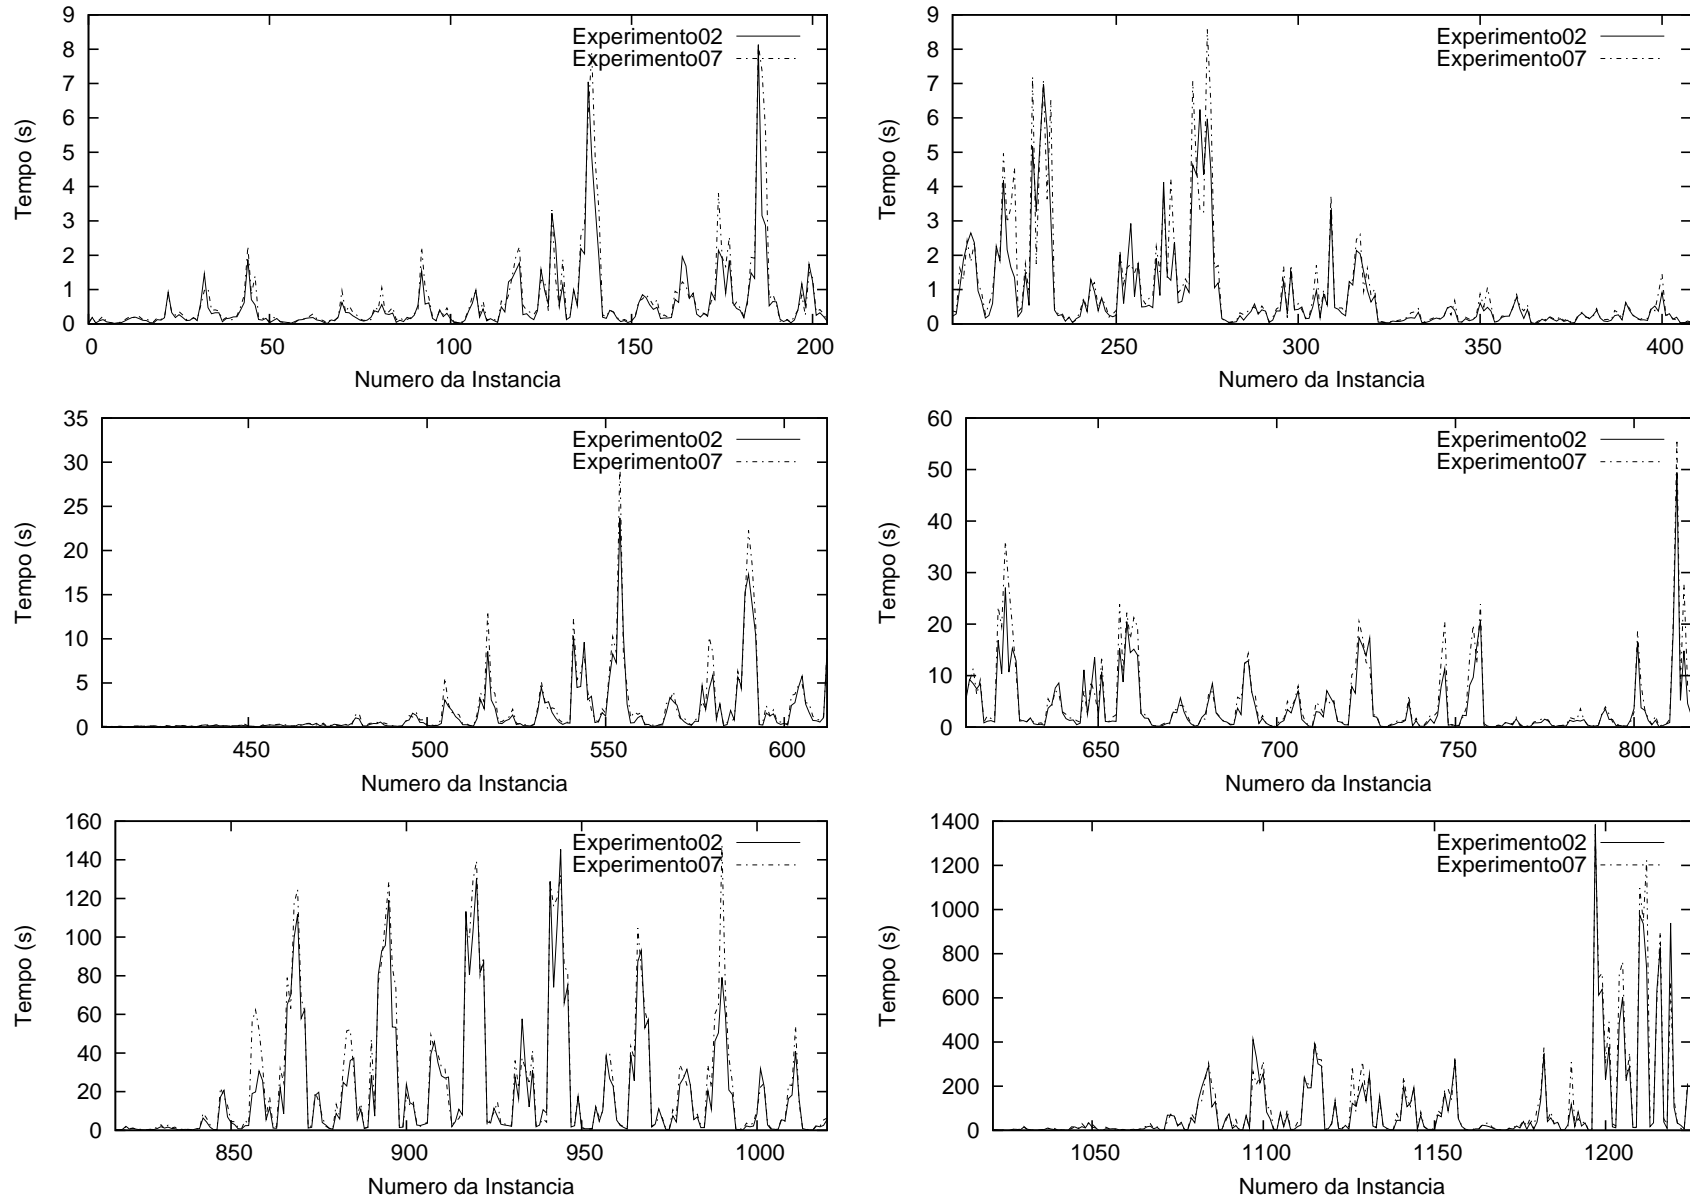 9
8
7
6
5
4
3
2
1
0
0 50 100 150 200
Tempo (s)
Numero da Instancia
Experimento02
Experimento07
9
8
7
6
5
4
3
2
1
0
250 300 350 400
Tempo (s)
Numero da Instancia
Experimento02
Experimento07
35
30
25
20
15
10
5
0
450 500 550 600
Tempo (s)
Numero da Instancia
Experimento02
Experimento07
60
50
40
30
20
10
0
650 700 750 800
Tempo (s)
Numero da Instancia
Experimento02
Experimento07
160
140
120
100
80
60
40
20
0
850 900 950 1000
Tempo (s)
Numero da Instancia
Experimento02
Experimento07
1400
1200
1000
800
600
400
200
0
1050 1100 1150 1200
Tempo (s)
Numero da Instancia
Experimento02
Experimento07